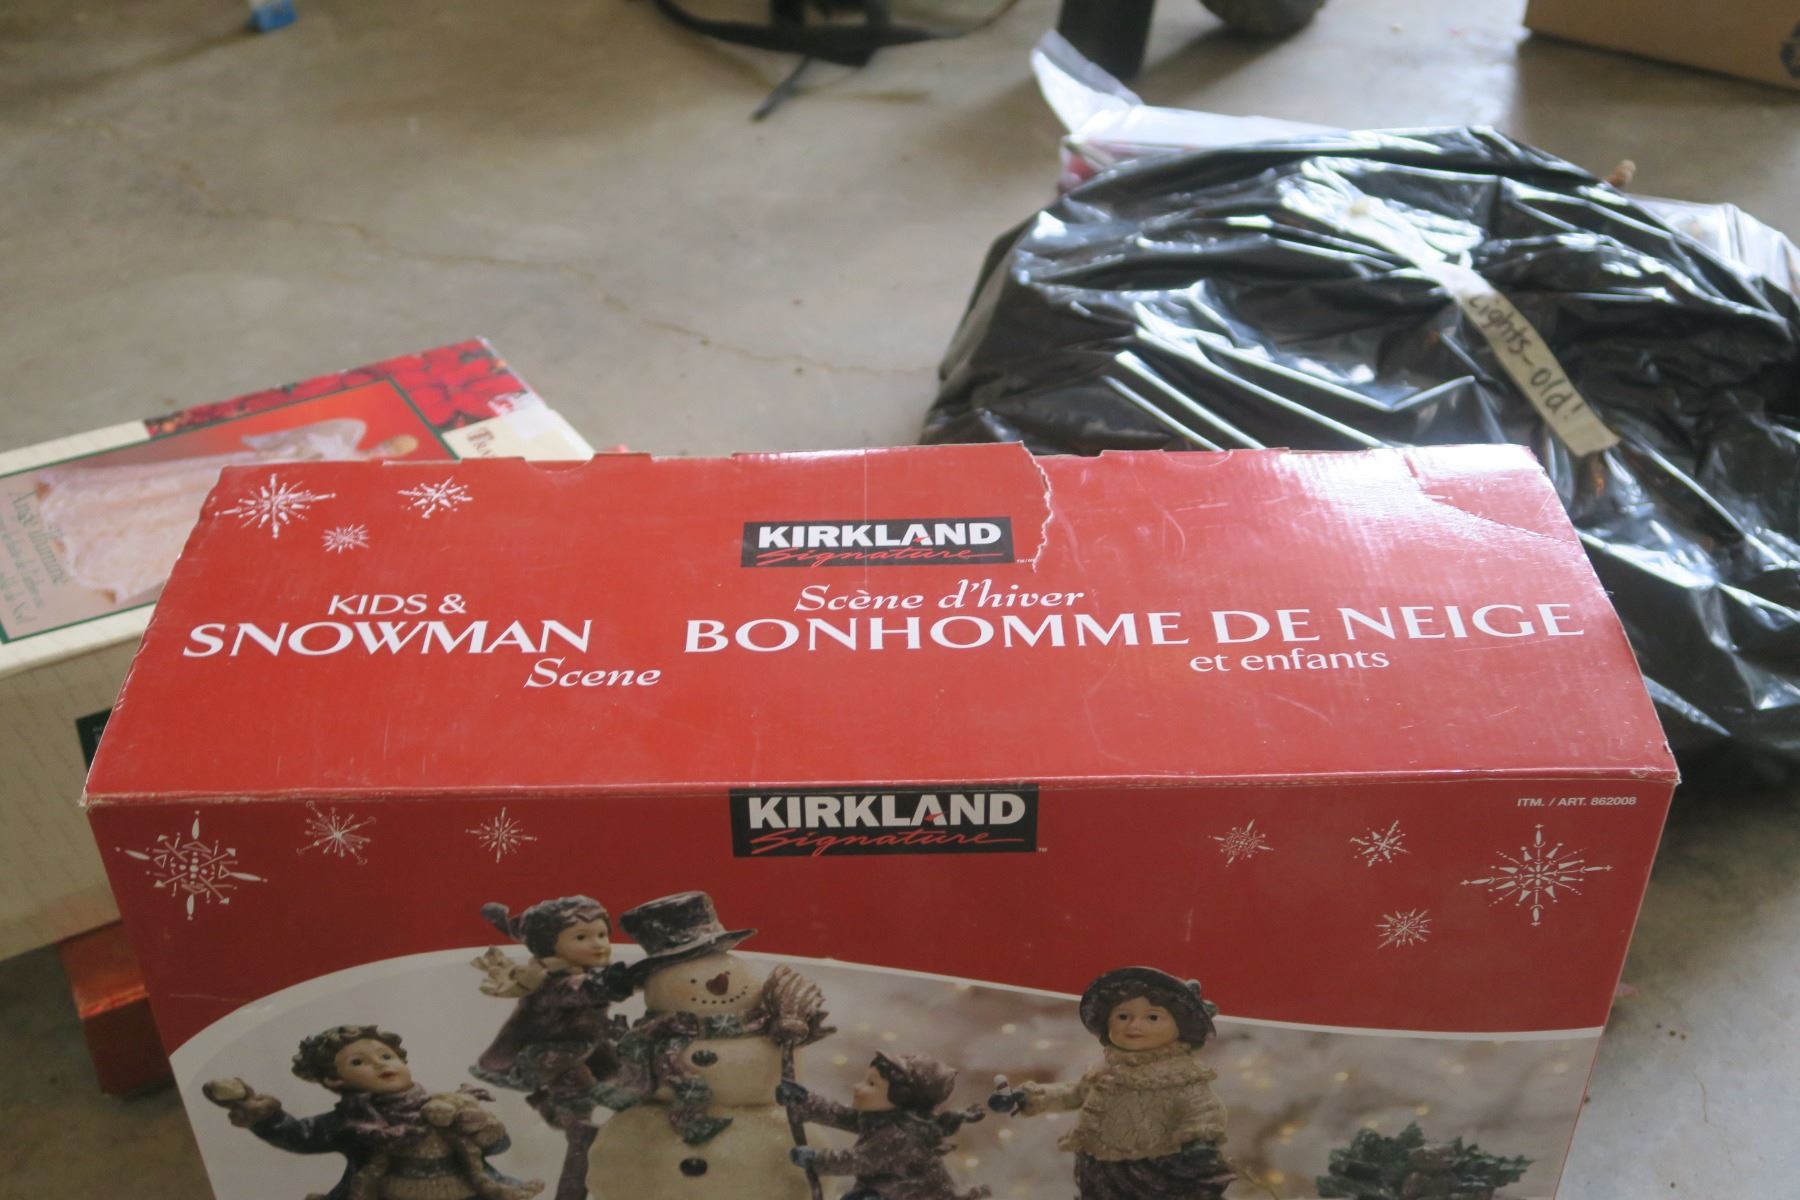 Lights-old!
KIRKLAND
Signature
KIDS &
SNOWMAN
Scene
Scène d'hiver
BONHOMME DE NEIGE
et enfants
KIRKLAND
Signature
ITM. / ART. 862008